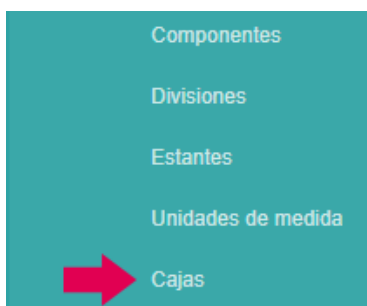 Componentes
Divisiones
Estantes
Unidades de medida
Cajas